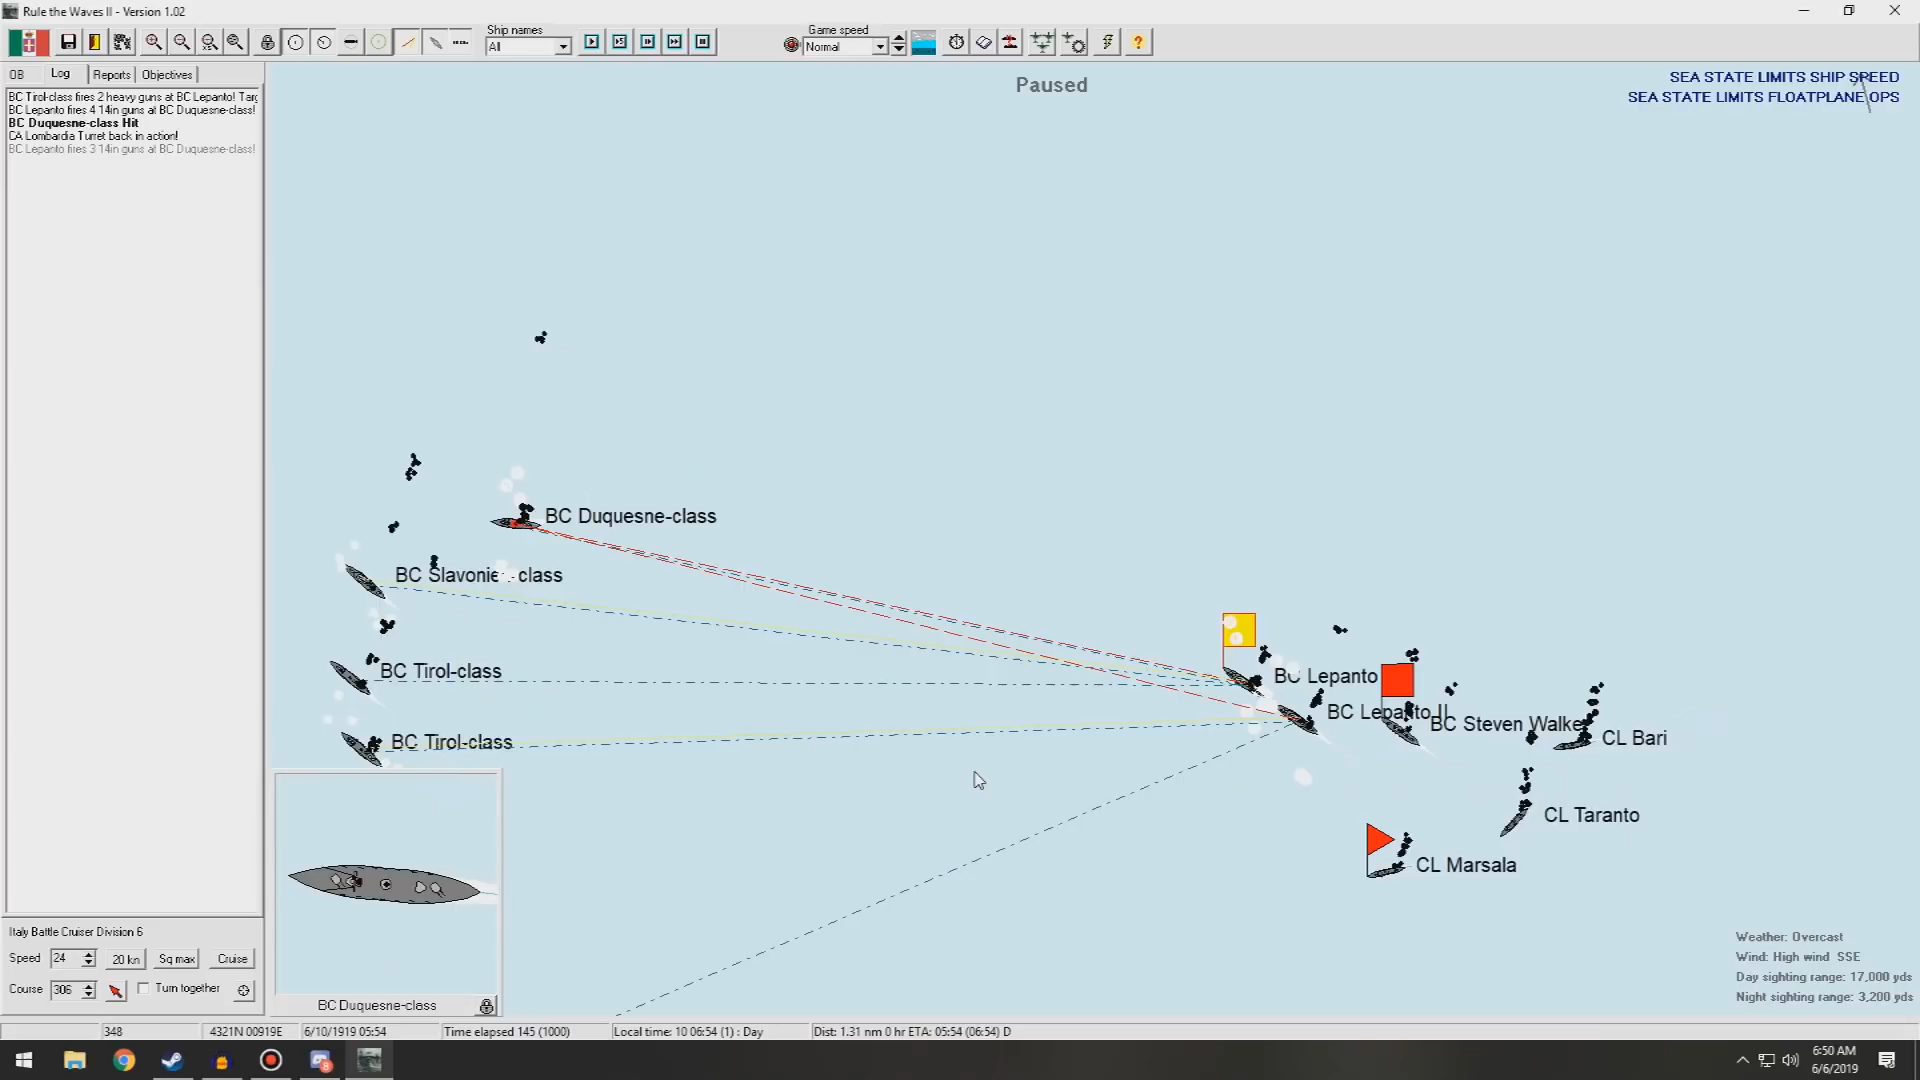 Rule the Waves II - Version 1.02
Ship names
All
Game speed
Normal
OB Log Reports Objectives
BC Tirol-class fires 2 heavy guns at BC Lepanto! Targ
BC Lepanto fires 4 14in guns at BC Duquesne-class!
BC Duquesne-class Hit
CA Lombardia Turret back in action!
BC Lepanto fires 3 14in guns at BC Duquesne-class!
Paused
SEA STATE LIMITS SHIP SPEED
SEA STATE LIMITS FLOATPLANE OPS
BC Duquesne-class
BC Slavonie class
BC Tirol-class
BC Lepanto
BC Lepanto II
BC Steven Walke
CL Bari
BC Tirol-class
CL Taranto
CL Marsala
Italy Battle Cruiser Division 6
Speed 24 20 kn Sq max Cruise
Course 306 Turn together
BC Duquesne-class
Weather: Overcast
Wind: High wind SSE
Day sighting range: 17,000 yds
Night sighting range: 3,200 yds
348 4321N 00919E 6/10/1919 05:54 Time elapsed 145 (1000) Local time: 10 06:54 (1) : Day Dist: 1.31 nm 0 hr ETA: 05:54 (06:54) D
8
6:50 AM
6/6/2019